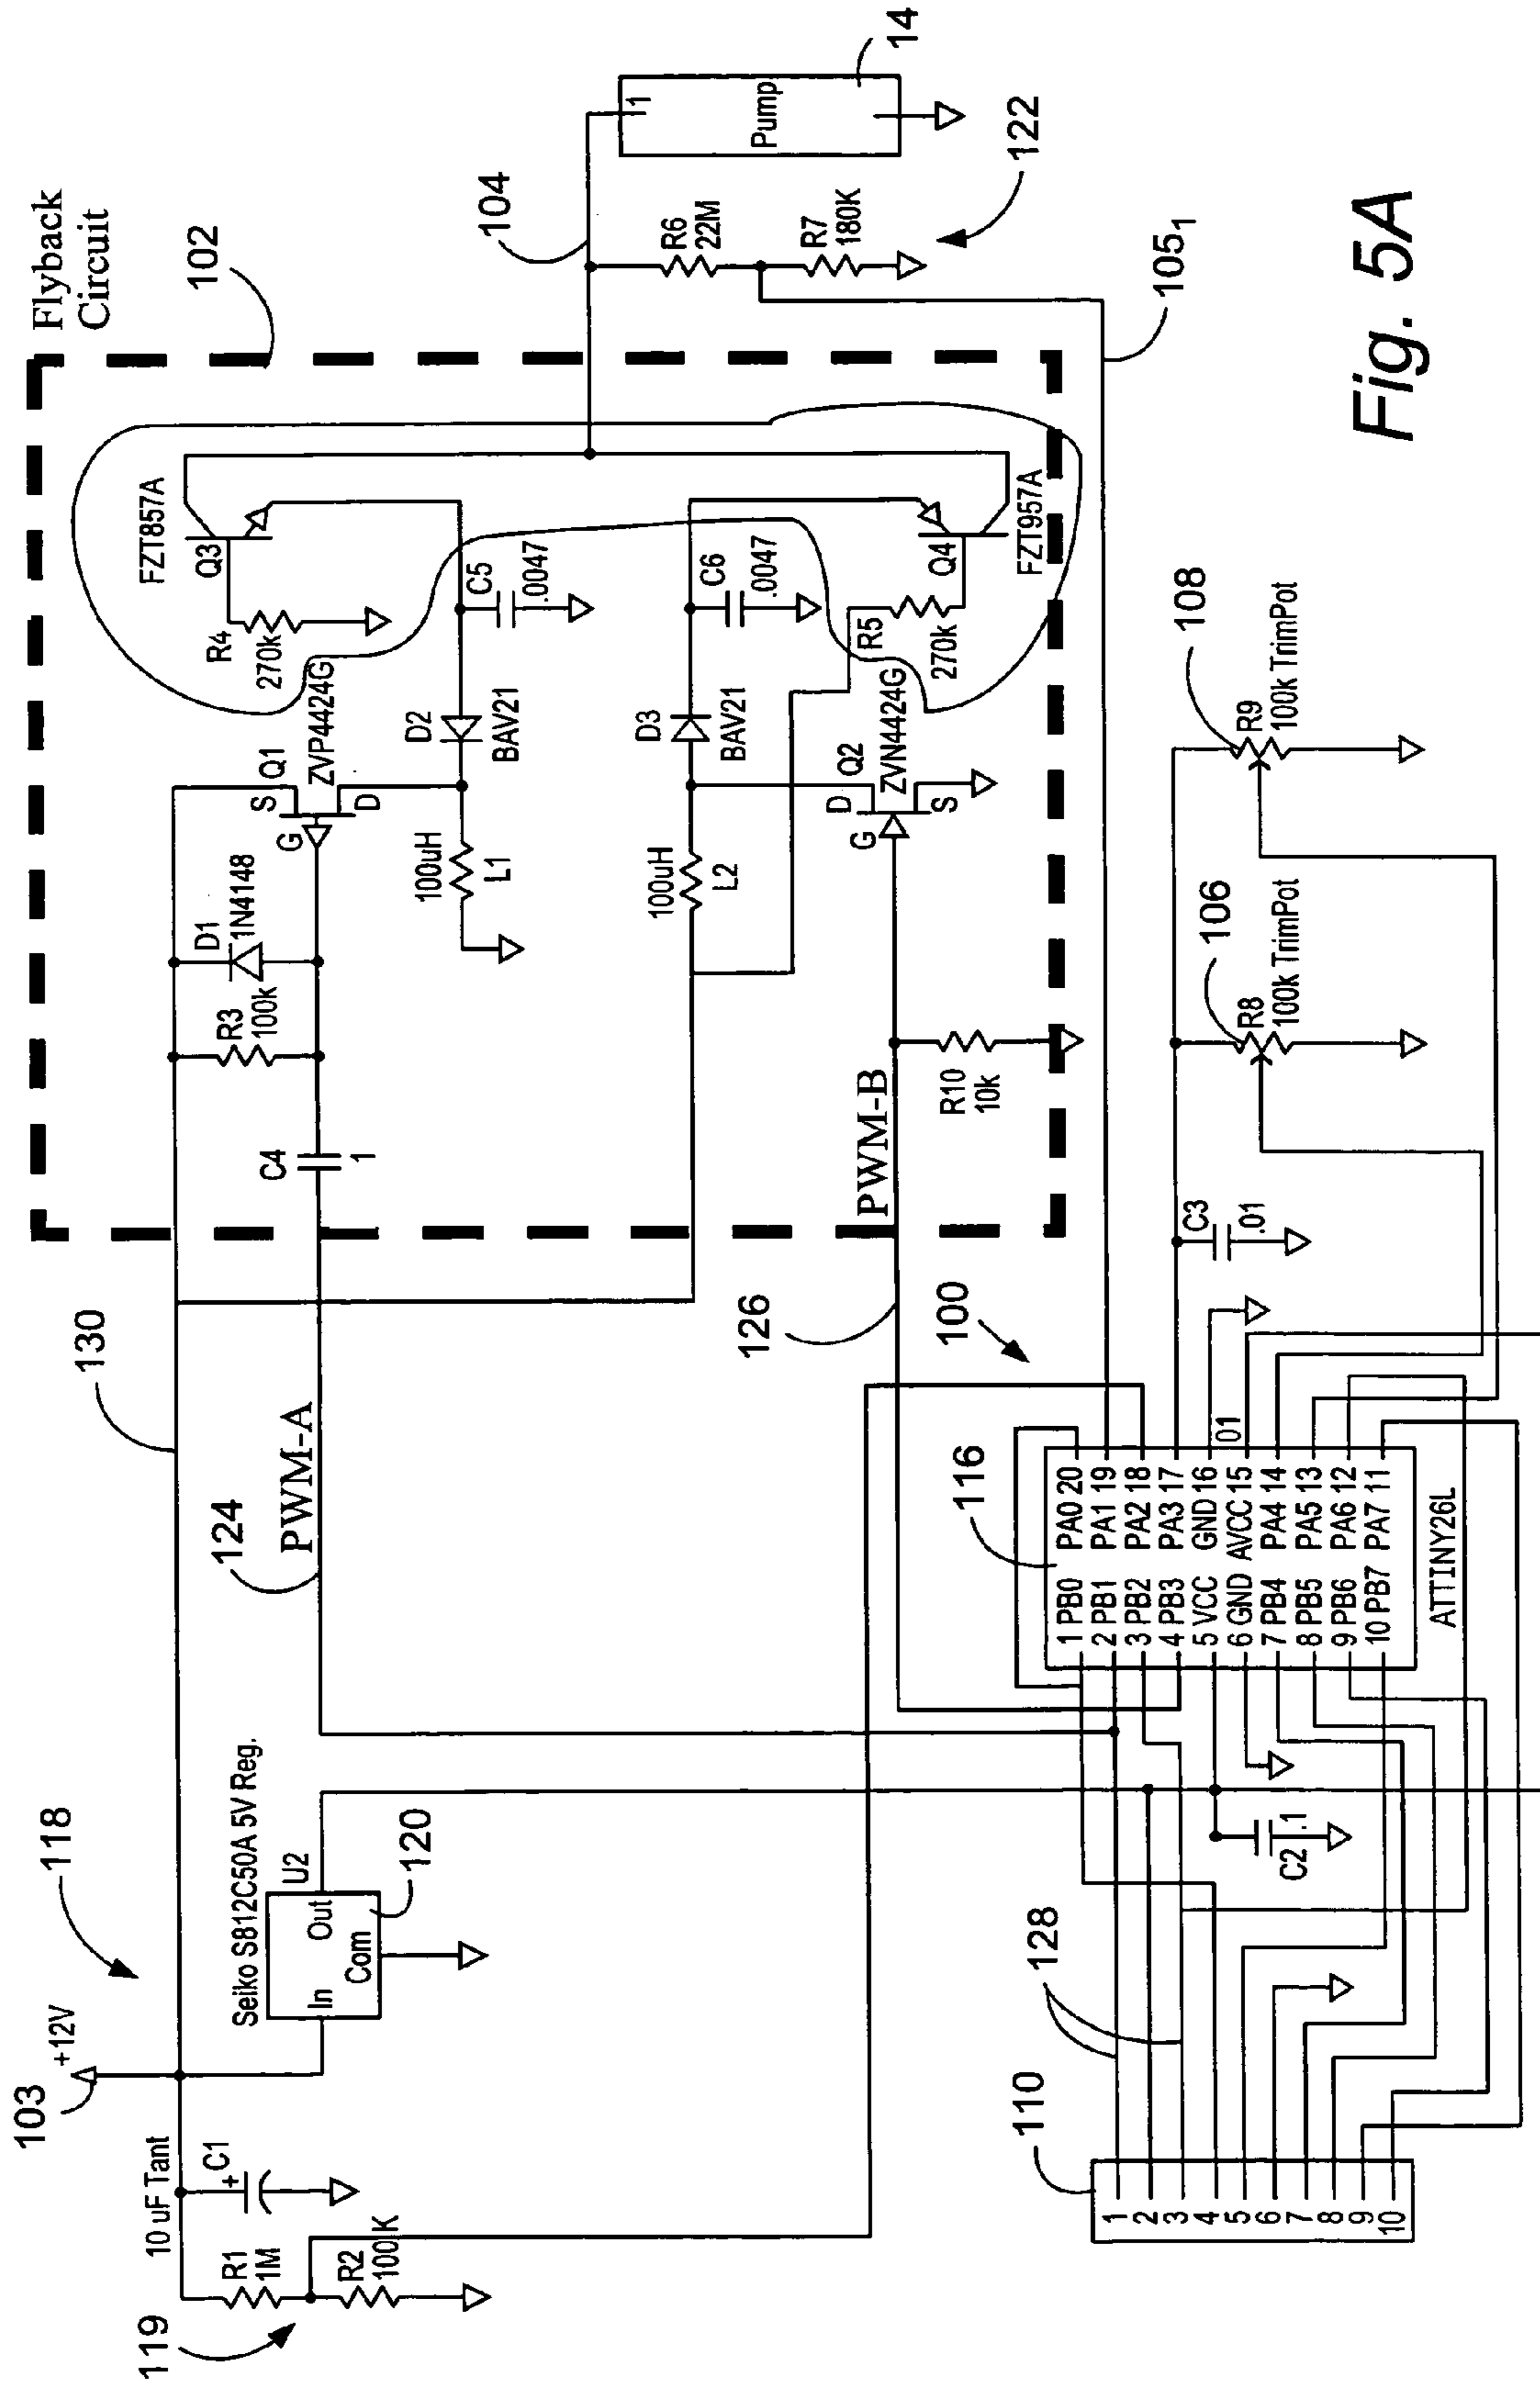 Flyback
Circuit
102
130
103
+12V
118
10 uF Tant
C1
+
R1
1M
R2
100K
119
Seiko S812C50A 5V Reg.
U2
In
Out
Com
120
124
PWM-A
C4
1
R3
100k
D1
1N4148
G
S
D
Q1
ZVP4424G
100uH
L1
D2
BAV21
R4
270k
Q3
FZT857A
C5
.0047
104
1
Pump
14
R6
22M
R7
180K
122
105₁
100uH
L2
D3
BAV21
C6
.0047
R5
270k
Q4
FZT957A
D
G
S
Q2
ZVN4424G
PWM-B
126
R10
10k
100
116
1 PB0 PA0 20
2 PB1 PA1 19
3 PB2 PA2 18
4 PB3 PA3 17
5 VCC GND 16
6 GND AVCC 15
7 PB4 PA4 14
8 PB5 PA5 13
9 PB6 PA6 12
10 PB7 PA7 11
01
ATTINY26L
C3
.01
106
R8
100k TrimPot
108
R9
100k TrimPot
C2
.1
128
110
1
2
3
4
5
6
7
8
9
10
Fig. 5A